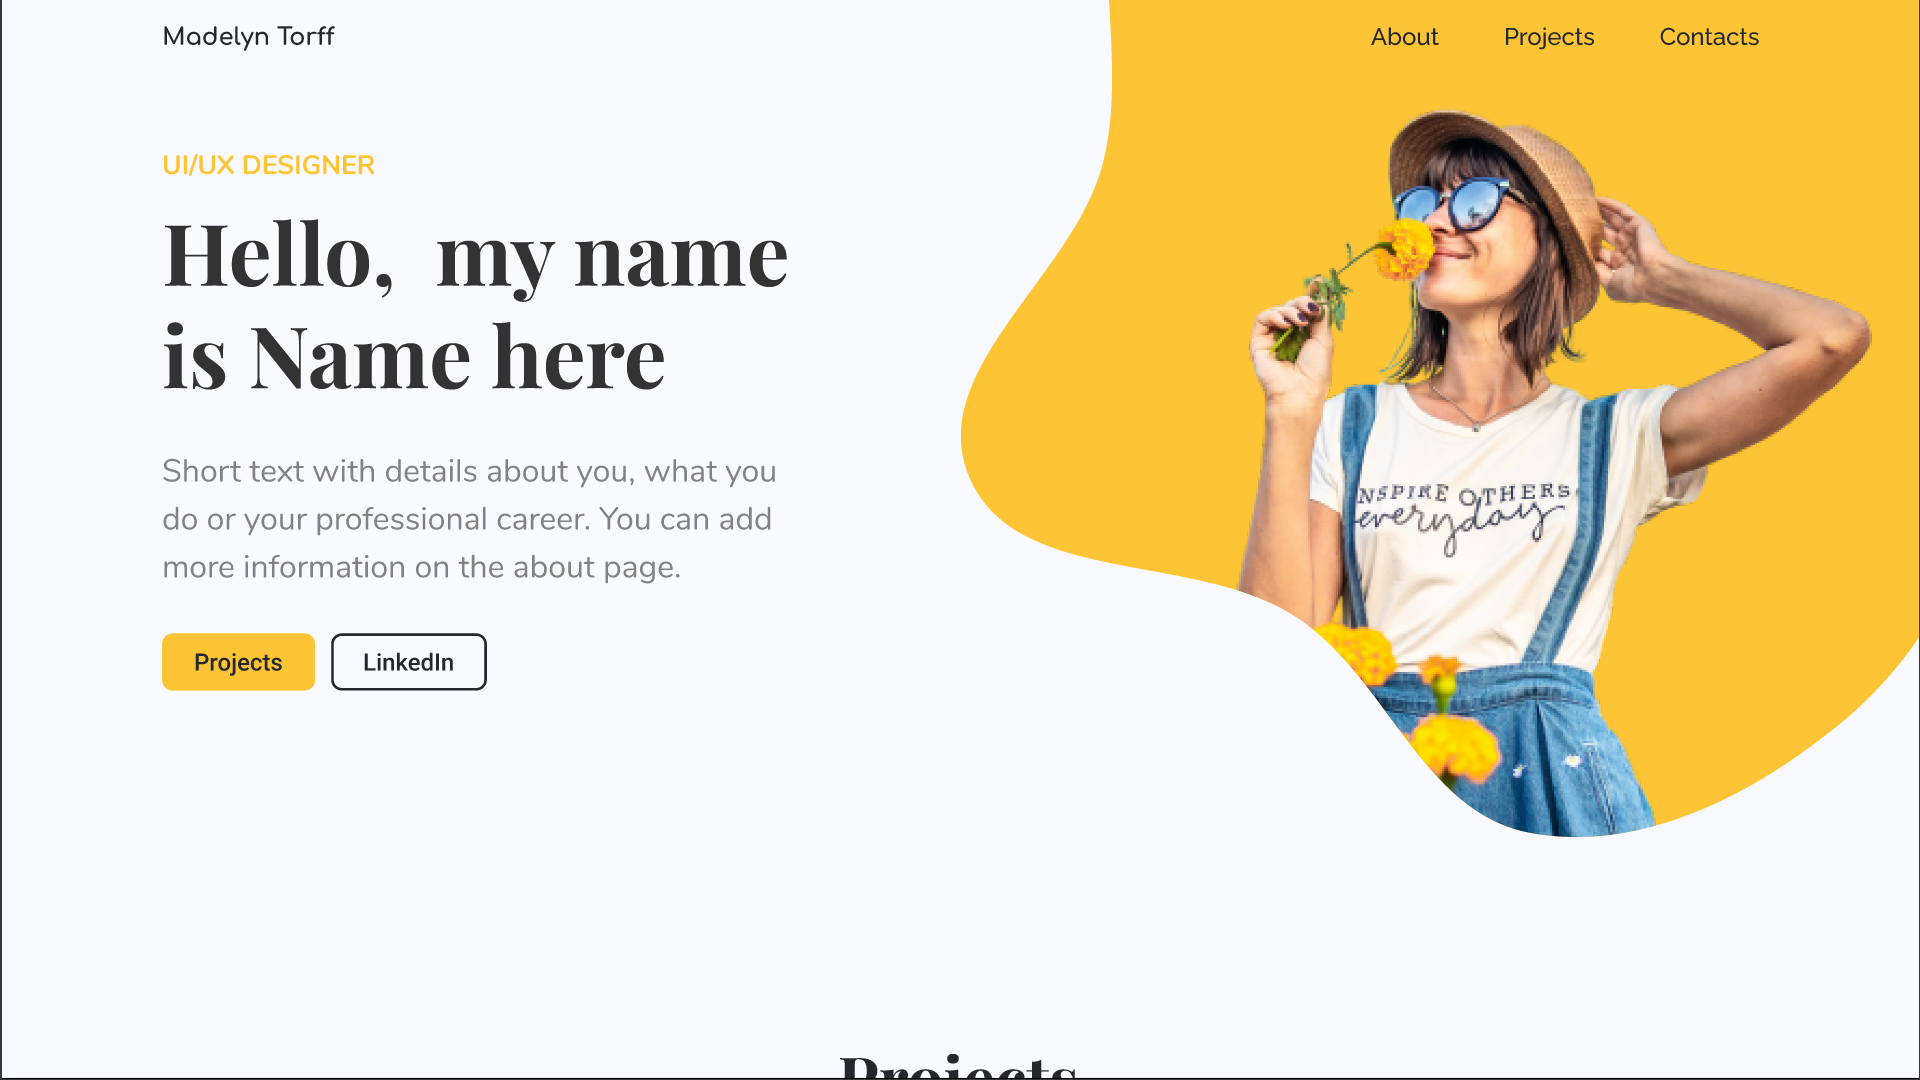 Madelyn Torff
About
Projects
Contacts
UI/UX DESIGNER
Hello, my name
is Name here
Short text with details about you, what you
do or your professional career. You can add
more information on the about page.
Projects
LinkedIn
NSPIRE OTHERS
everyday
Projects